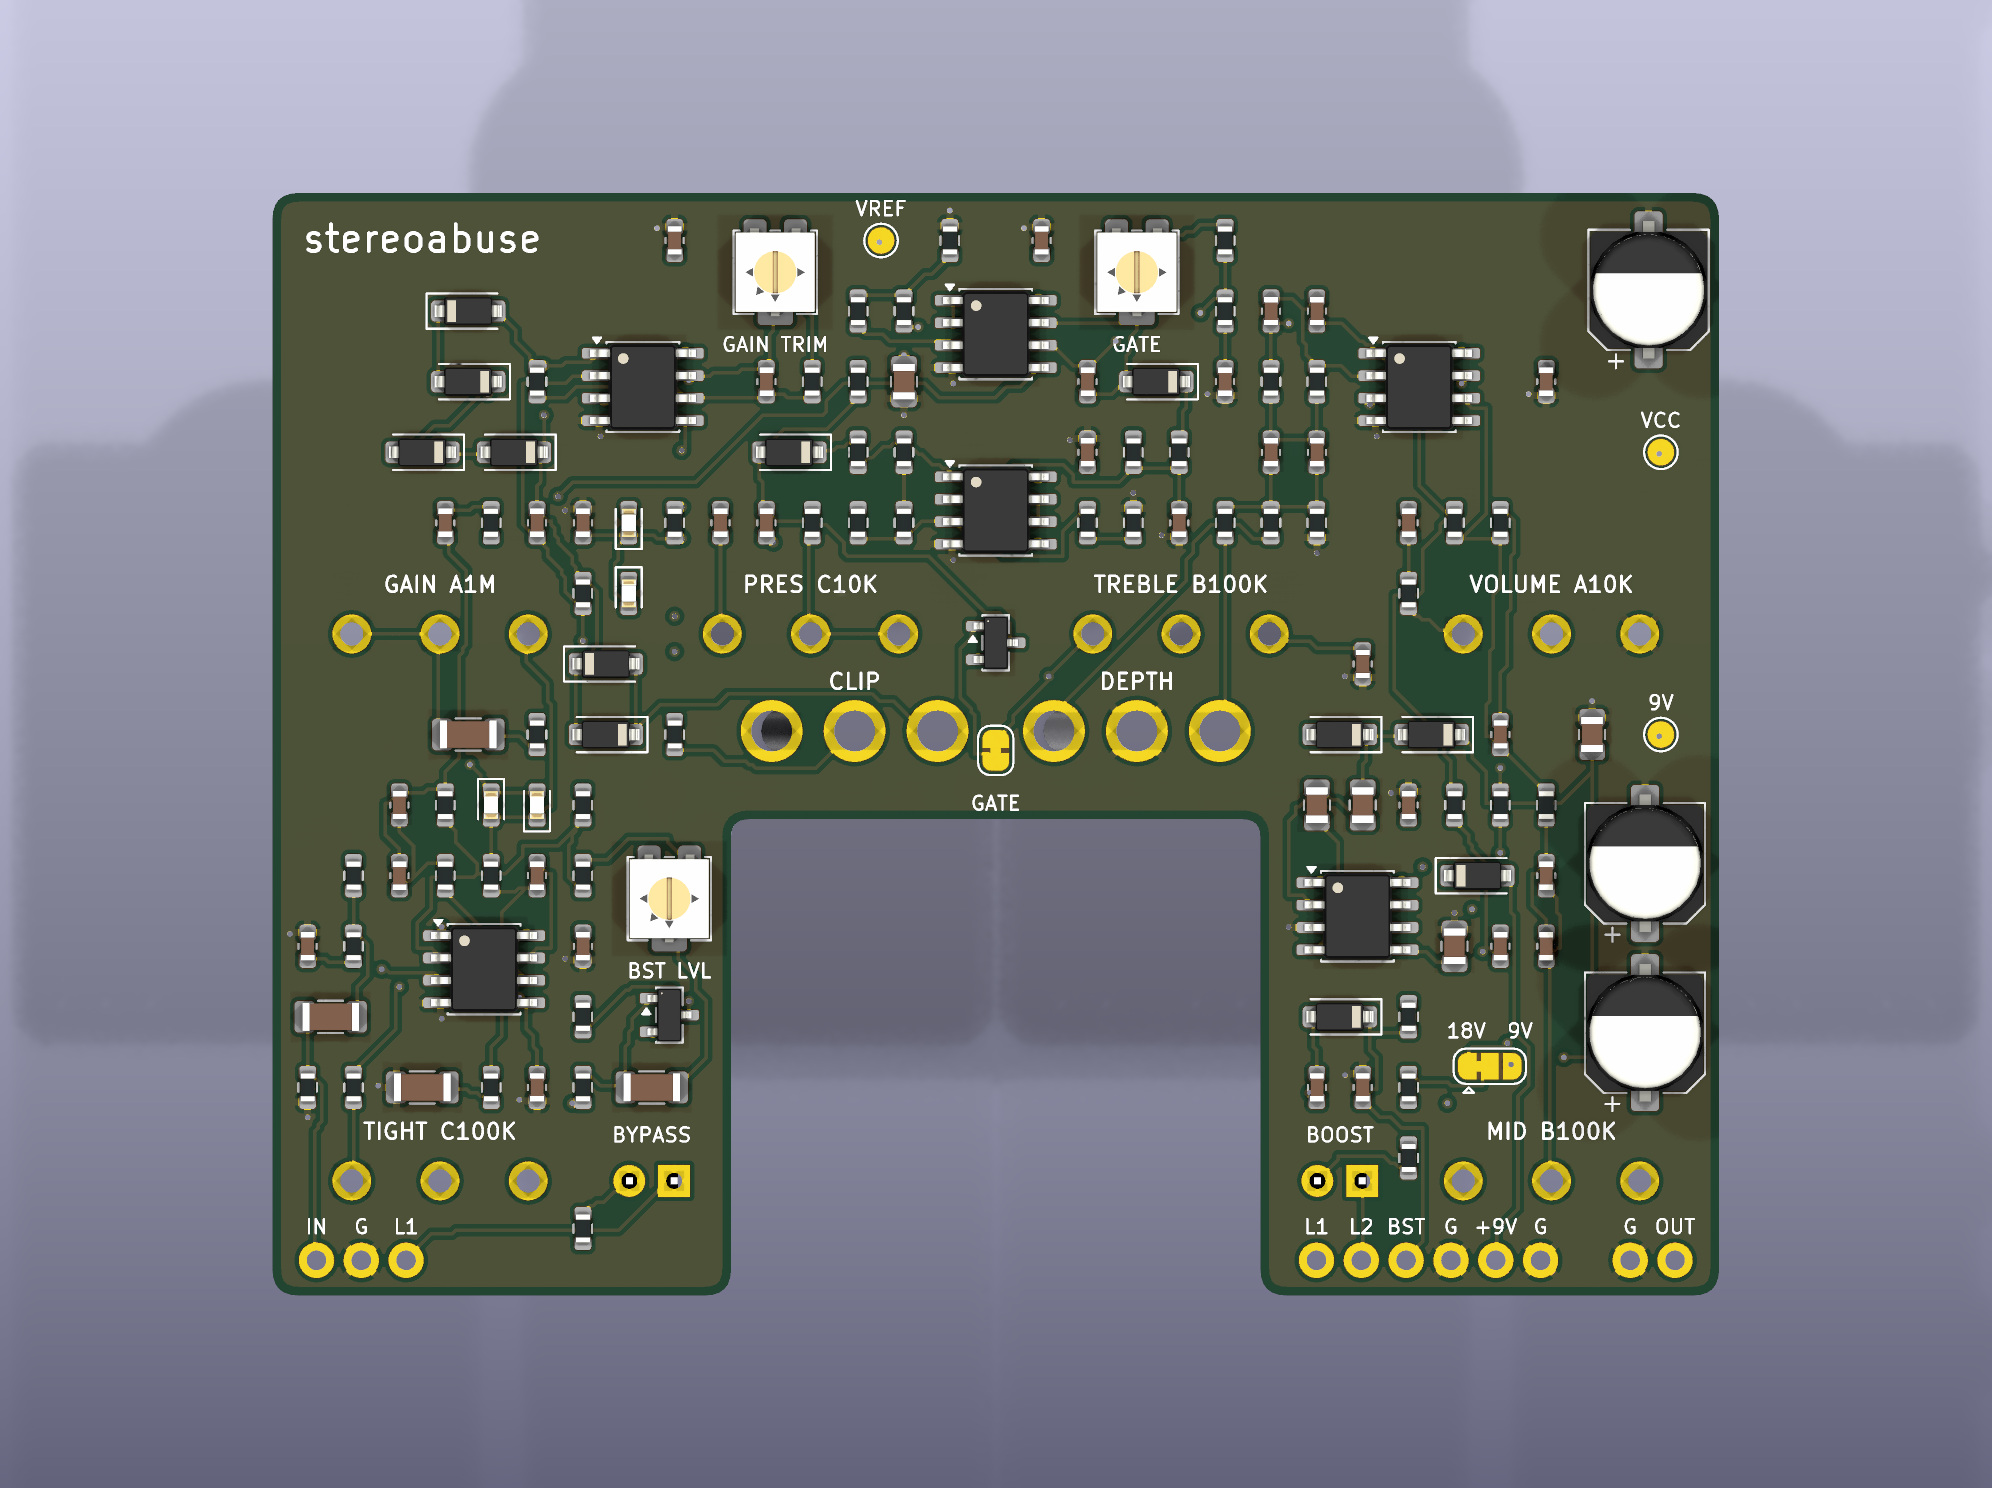 VREF
stereoabuse
GAIN TRIM
GATE
+
VCC
GAIN A1M
PRES C10K
TREBLE B100K
VOLUME A10K
CLIP
DEPTH
9V
GATE
+
BST LVL
18V 9V
+
TIGHT C100K
BYPASS
BOOST
MID B100K
IN G L1
L1 L2 BST G +9V G G OUT